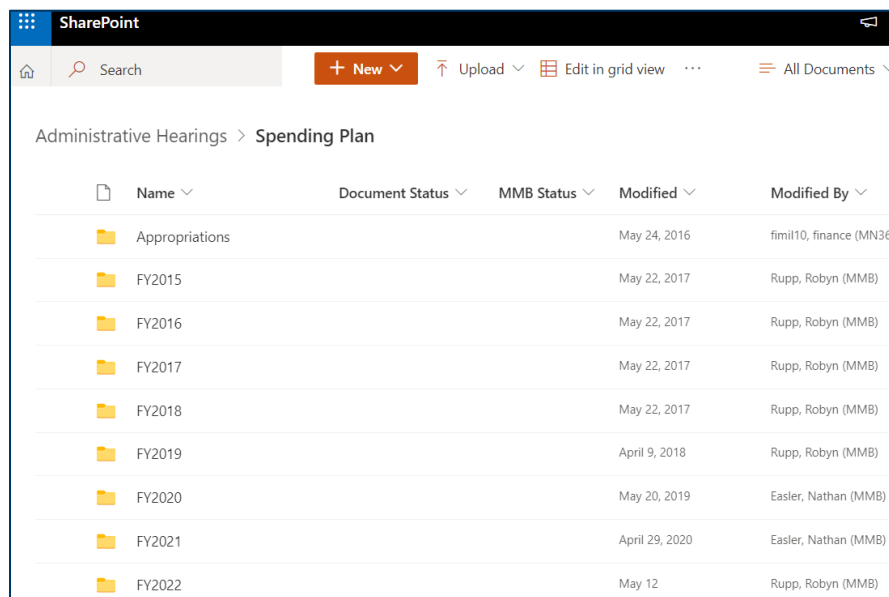 SharePoint
Search New Upload Edit in grid view ... All Documents
Administrative Hearings > Spending Plan
Name Document Status MMB Status Modified Modified By
Appropriations May 24, 2016 fimil10, finance (MN36
FY2015 May 22, 2017 Rupp, Robyn (MMB)
FY2016 May 22, 2017 Rupp, Robyn (MMB)
FY2017 May 22, 2017 Rupp, Robyn (MMB)
FY2018 May 22, 2017 Rupp, Robyn (MMB)
FY2019 April 9, 2018 Rupp, Robyn (MMB)
FY2020 May 20, 2019 Easler, Nathan (MMB)
FY2021 April 29, 2020 Easler, Nathan (MMB)
FY2022 May 12 Rupp, Robyn (MMB)